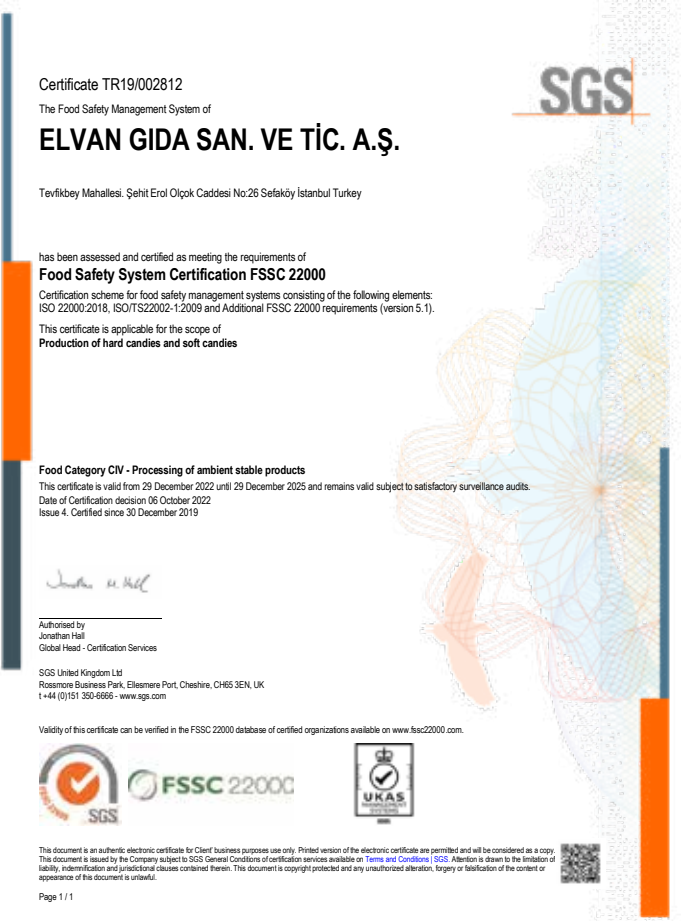 SGS
Certificate TR19/002812
The Food Safety Management System of
ELVAN GIDA SAN. VE TİC. A.Ş.
Tevfikbey Mahallesi. Şehit Erol Olçok Caddesi No:26 Sefaköy İstanbul Turkey
has been assessed and certified as meeting the requirements of
Food Safety System Certification FSSC 22000
Certification scheme for food safety management systems consisting of the following elements:
ISO 22000:2018, ISO/TS22002-1:2009 and Additional FSSC 22000 requirements (version 5.1).
This certificate is applicable for the scope of
Production of hard candies and soft candies
Food Category CIV - Processing of ambient stable products
This certificate is valid from 29 December 2022 until 29 December 2025 and remains valid subject to satisfactory surveillance audits.
Date of Certification decision 06 October 2022
Issue 4. Certified since 30 December 2019
Authorised by
Jonathan Hall
Global Head - Certification Services
SGS United Kingdom Ltd
Rossmore Business Park, Ellesmere Port, Cheshire, CH65 3EN, UK
t +44 (0)151 350-6666 - www.sgs.com
Validity of this certificate can be verified in the FSSC 22000 database of certified organizations available on www.fssc22000.com.
FSSC 22000
SGS
FSSC 22000
UKAS
MANAGEMENT
SYSTEMS
This document is an authentic electronic certificate for Client' business purposes use only. Printed version of the electronic certificate are permitted and will be considered as a copy.
This document is issued by the Company subject to SGS General Conditions of certification services available on Terms and Conditions | SGS. Attention is drawn to the limitation of
liability, indemnification and jurisdictional clauses contained therein. This document is copyright protected and any unauthorized alteration, forgery or falsification of the content or
appearance of this document is unlawful.
Page 1 / 1